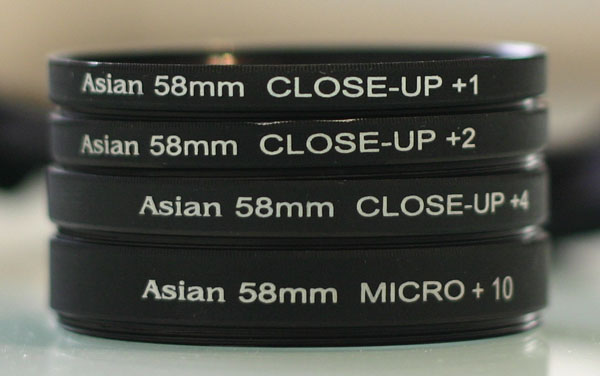 Asian 58mm CLOSE-UP +1
Asian 58mm CLOSE-UP +2
Asian 58mm CLOSE-UP +4
Asian 58mm MICRO + 10